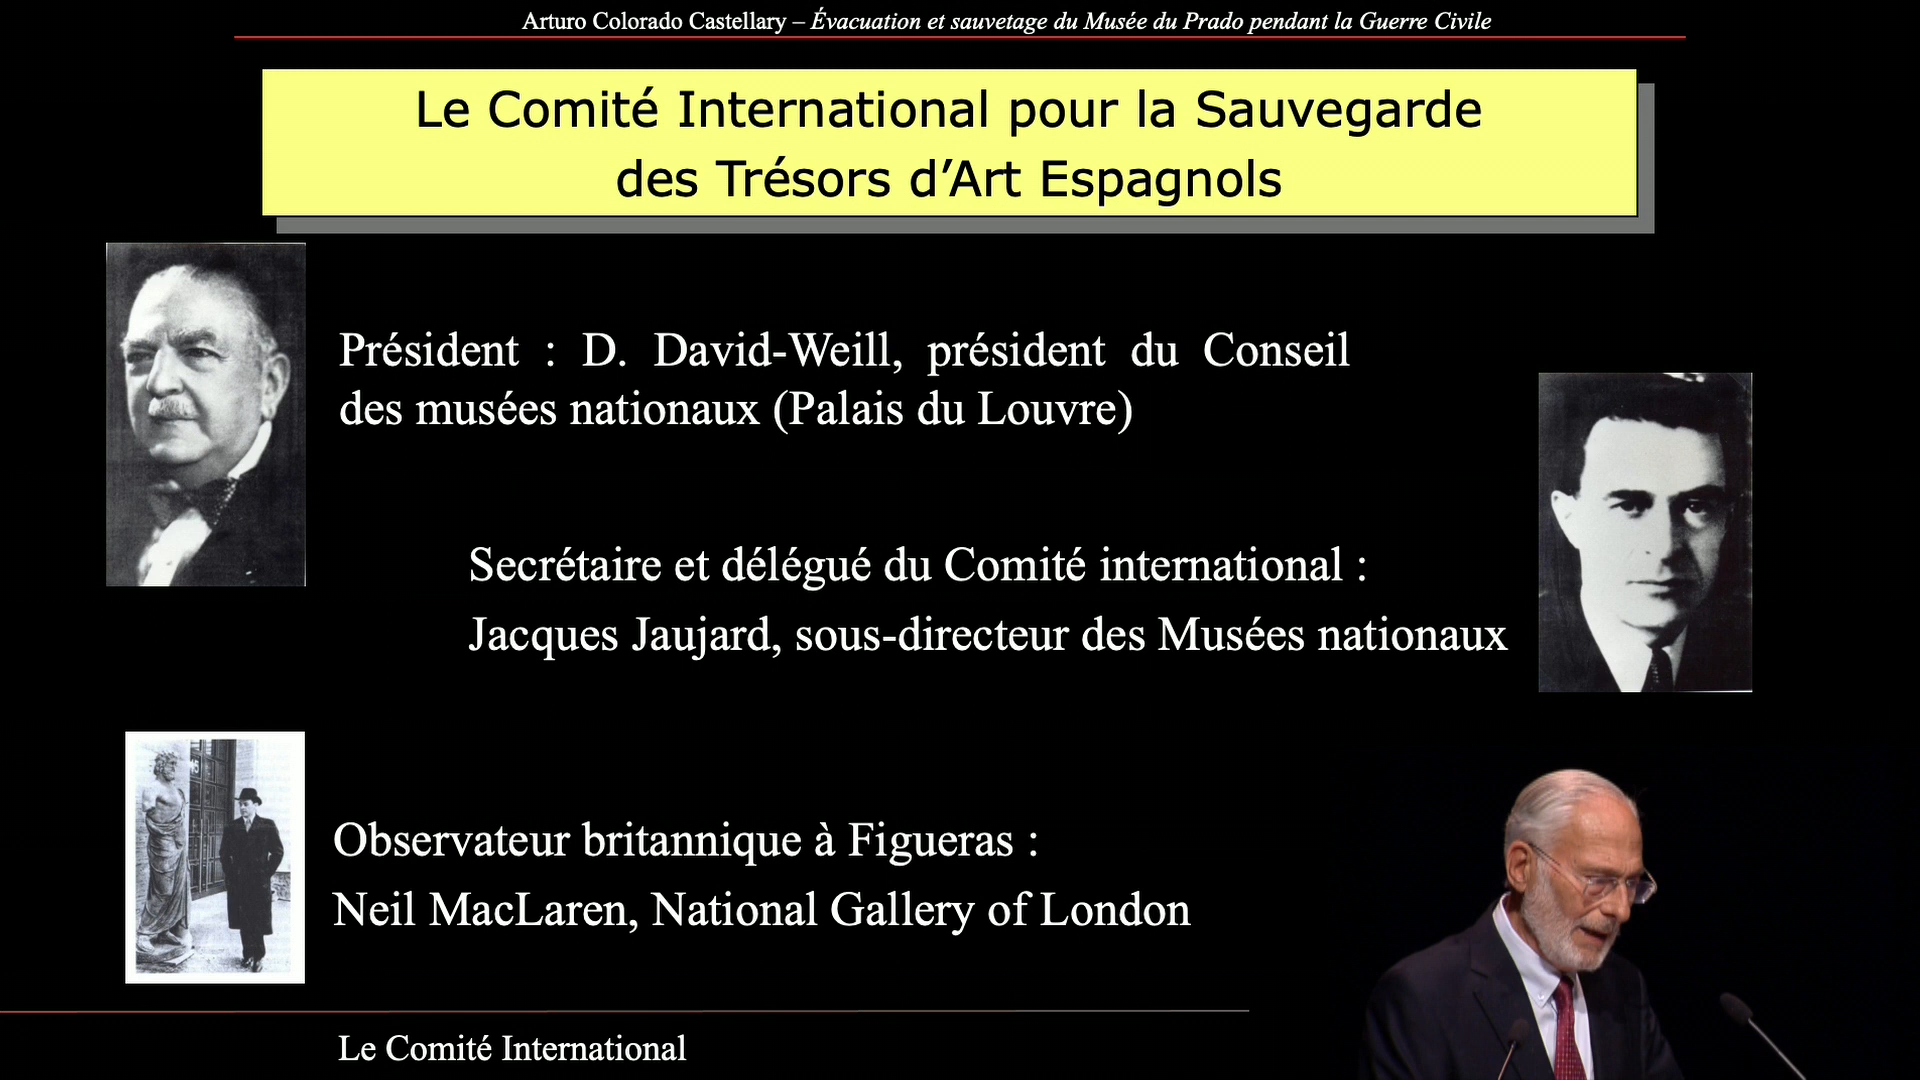 Arturo Colorado Castellary – Évacuation et sauvetage du Musée du Prado pendant la Guerre Civile
Le Comité International pour la Sauvegarde
des Trésors d’Art Espagnols
Président : D. David-Weill, président du Conseil
des musées nationaux (Palais du Louvre)
Secrétaire et délégué du Comité international :
Jacques Jaujard, sous-directeur des Musées nationaux
Observateur britannique à Figueras :
Neil MacLaren, National Gallery of London
Le Comité International